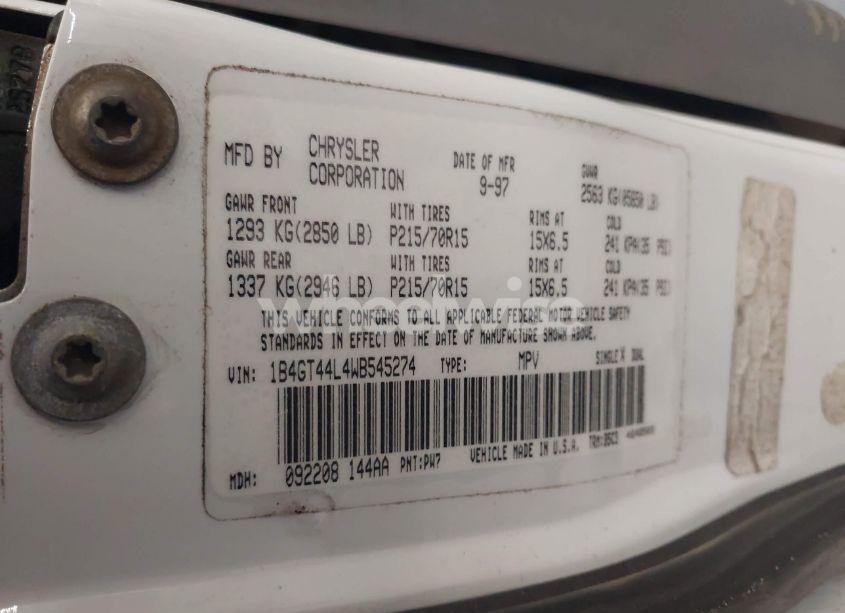 MFD BY CHRYSLER CORPORATION DATE OF MFR 9-97 GVWR 2563 KG(05650 LB)
GAWR FRONT WITH TIRES RIMS AT COLD
1293 KG(2850 LB) P215/70R15 15X6.5 241 KPA(35 PSI)
GAWR REAR WITH TIRES RIMS AT COLD
1337 KG(2946 LB) P215/70R15 15X6.5 241 KPA(35 PSI)
THIS VEHICLE CONFORMS TO ALL APPLICABLE FEDERAL MOTOR VEHICLE SAFETY
STANDARDS IN EFFECT ON THE DATE OF MANUFACTURE SHOWN ABOVE.
VIN: 1B4GT44L4WB545274 TYPE: MPV SINGLE X DUAL
MDH: 092208 144AA PNT:PW7 VEHICLE MADE IN U.S.A. TRM: